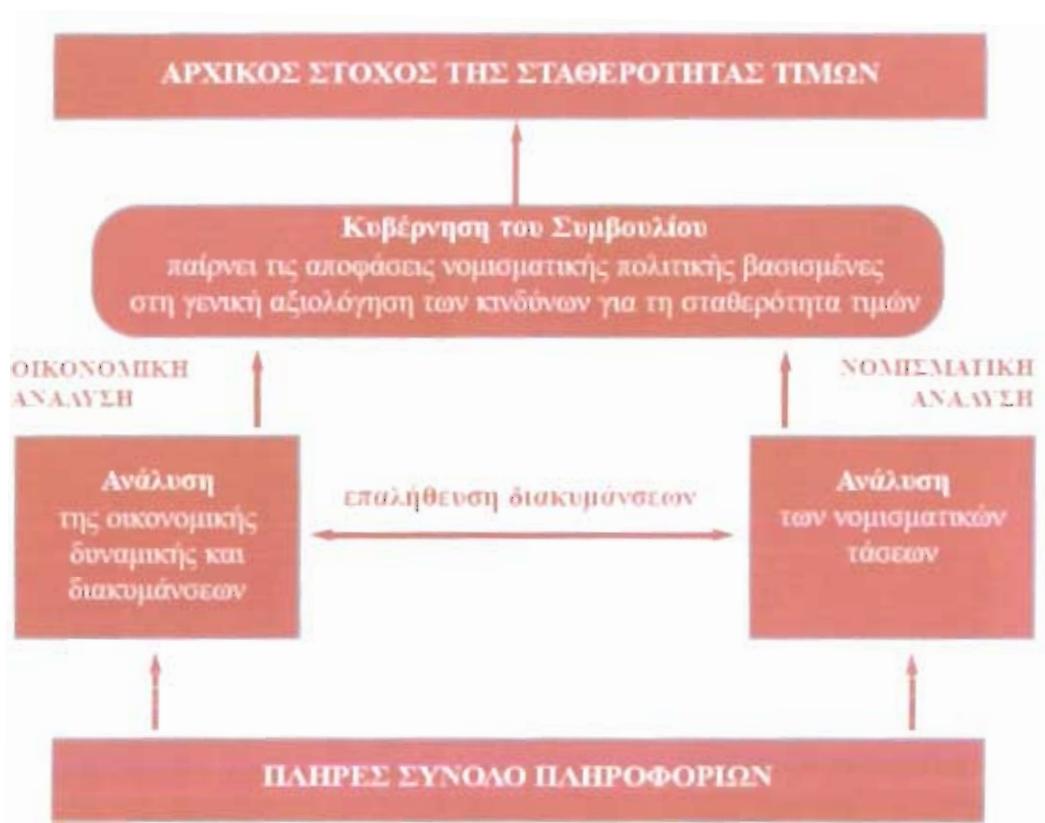 ΑΡΧΙΚΟΣ ΣΤΟΧΟΣ ΤΗΣ ΣΤΑΘΕΡΟΤΗΤΑΣ ΤΙΜΩΝ
Κυβέρνηση του Συμβουλίου
παίρνει τις αποφάσεις νομισματικής πολιτικής βασισμένες
στη γενική αξιολόγηση των κινδύνων για τη σταθερότητα τιμών
ΟΙΚΟΝΟΜΙΚΗ
ΑΝΑΛΥΣΗ
ΝΟΜΙΣΜΑΤΙΚΗ
ΑΝΑΛΥΣΗ
Ανάλυση
της οικονομικής
δυναμικής και
διακυμάνσεων
επαλήθευση διακυμάνσεων
Ανάλυση
των νομισματικών
τάσεων
ΠΛΗΡΕΣ ΣΥΝΟΛΟ ΠΛΗΡΟΦΟΡΙΩΝ